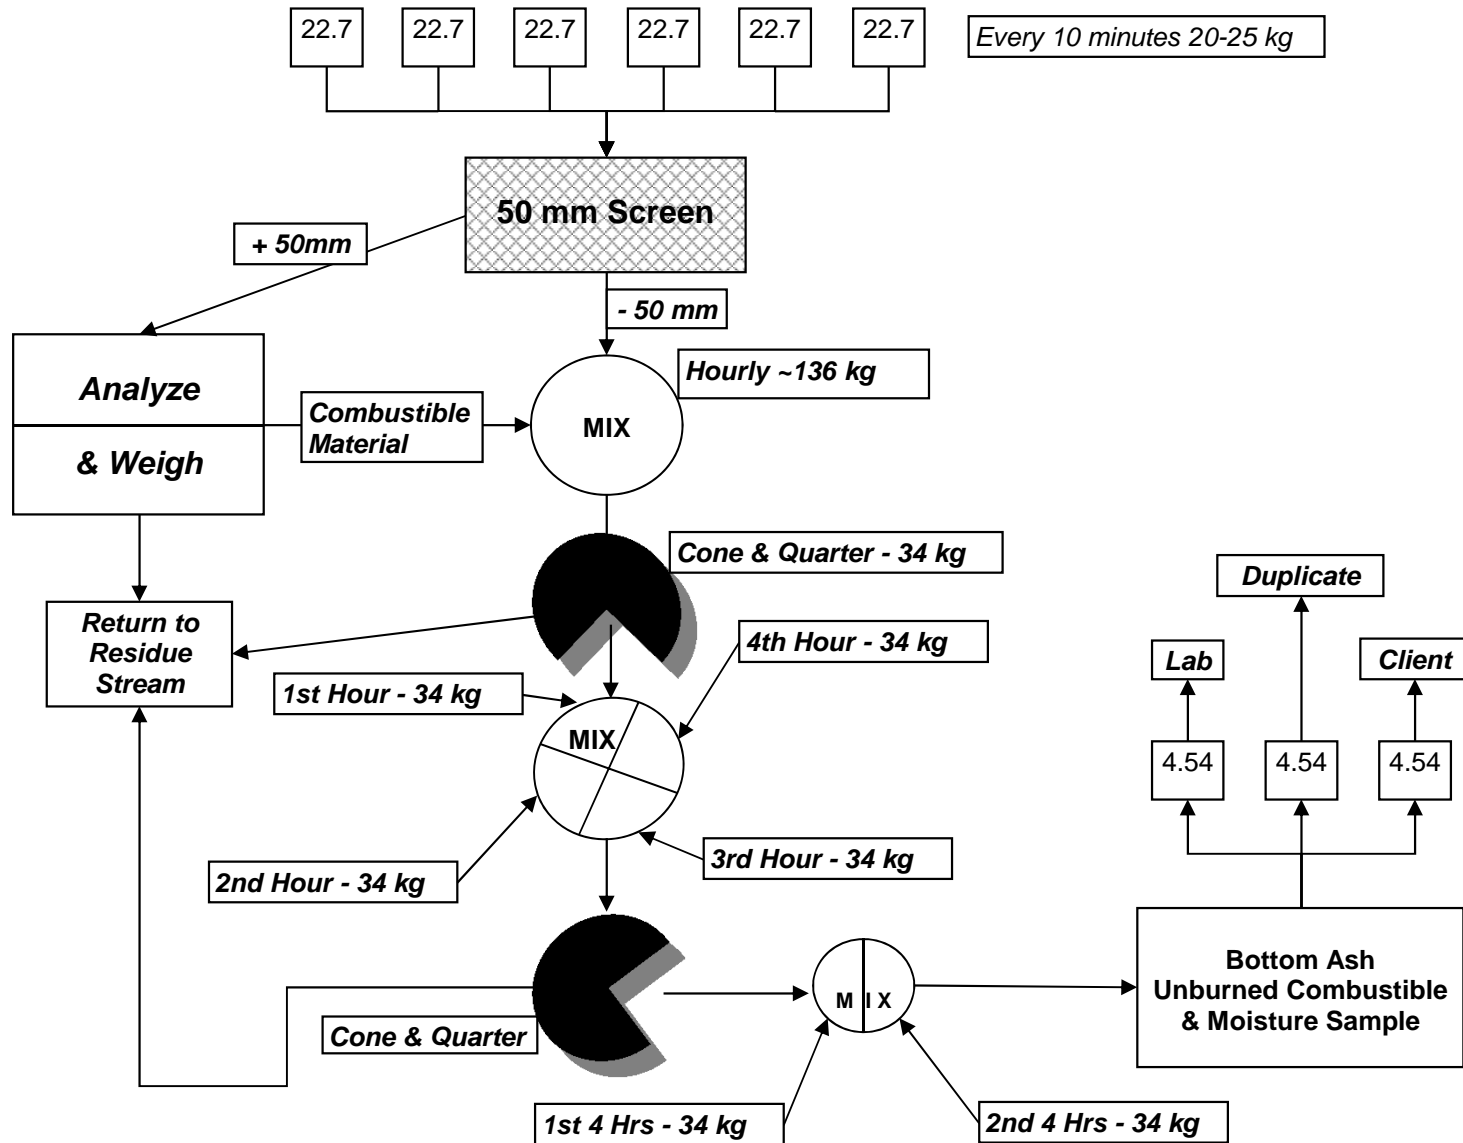 22.7 22.7 22.7 22.7 22.7 22.7
Every 10 minutes 20-25 kg
50 mm Screen
+ 50mm
- 50 mm
Hourly ~136 kg
Analyze
& Weigh
Combustible
Material
MIX
Cone & Quarter - 34 kg
Return to
Residue
Stream
4th Hour - 34 kg
1st Hour - 34 kg
MIX
2nd Hour - 34 kg
3rd Hour - 34 kg
Duplicate
Lab
Client
4.54 4.54 4.54
Cone & Quarter
M I X
Bottom Ash
Unburned Combustible
& Moisture Sample
1st 4 Hrs - 34 kg
2nd 4 Hrs - 34 kg